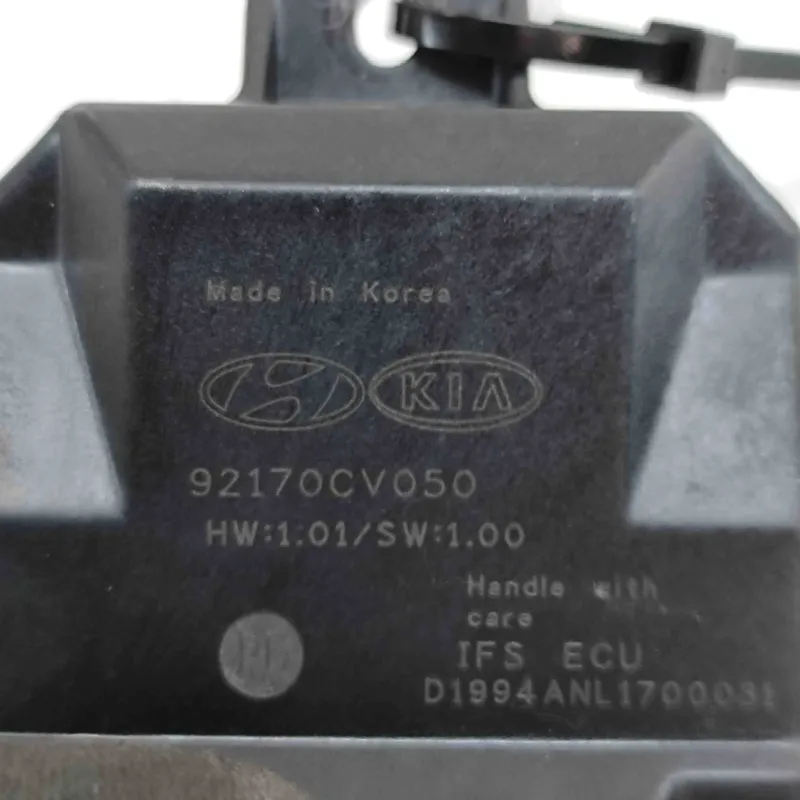 Made in Korea
KIA
92170CV050
HW:1.01/SW:1.00
Handle with
care
IFS ECU
D1994ANL1700031